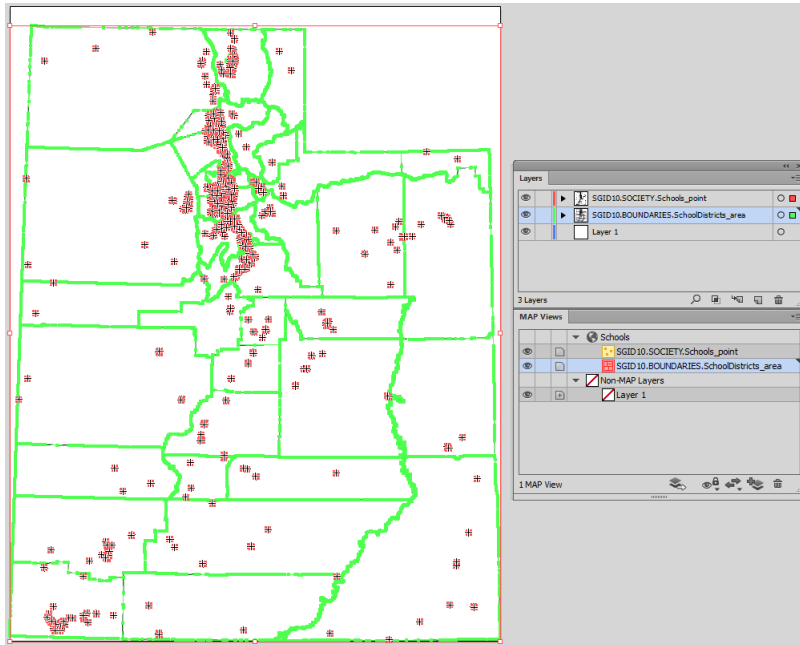 Layers
SGID10.SOCIETY.Schools_point
SGID10.BOUNDARIES.SchoolDistricts_area
Layer 1
3 Layers
MAP Views
Schools
SGID10.SOCIETY.Schools_point
SGID10.BOUNDARIES.SchoolDistricts_area
Non-MAP Layers
Layer 1
1 MAP View